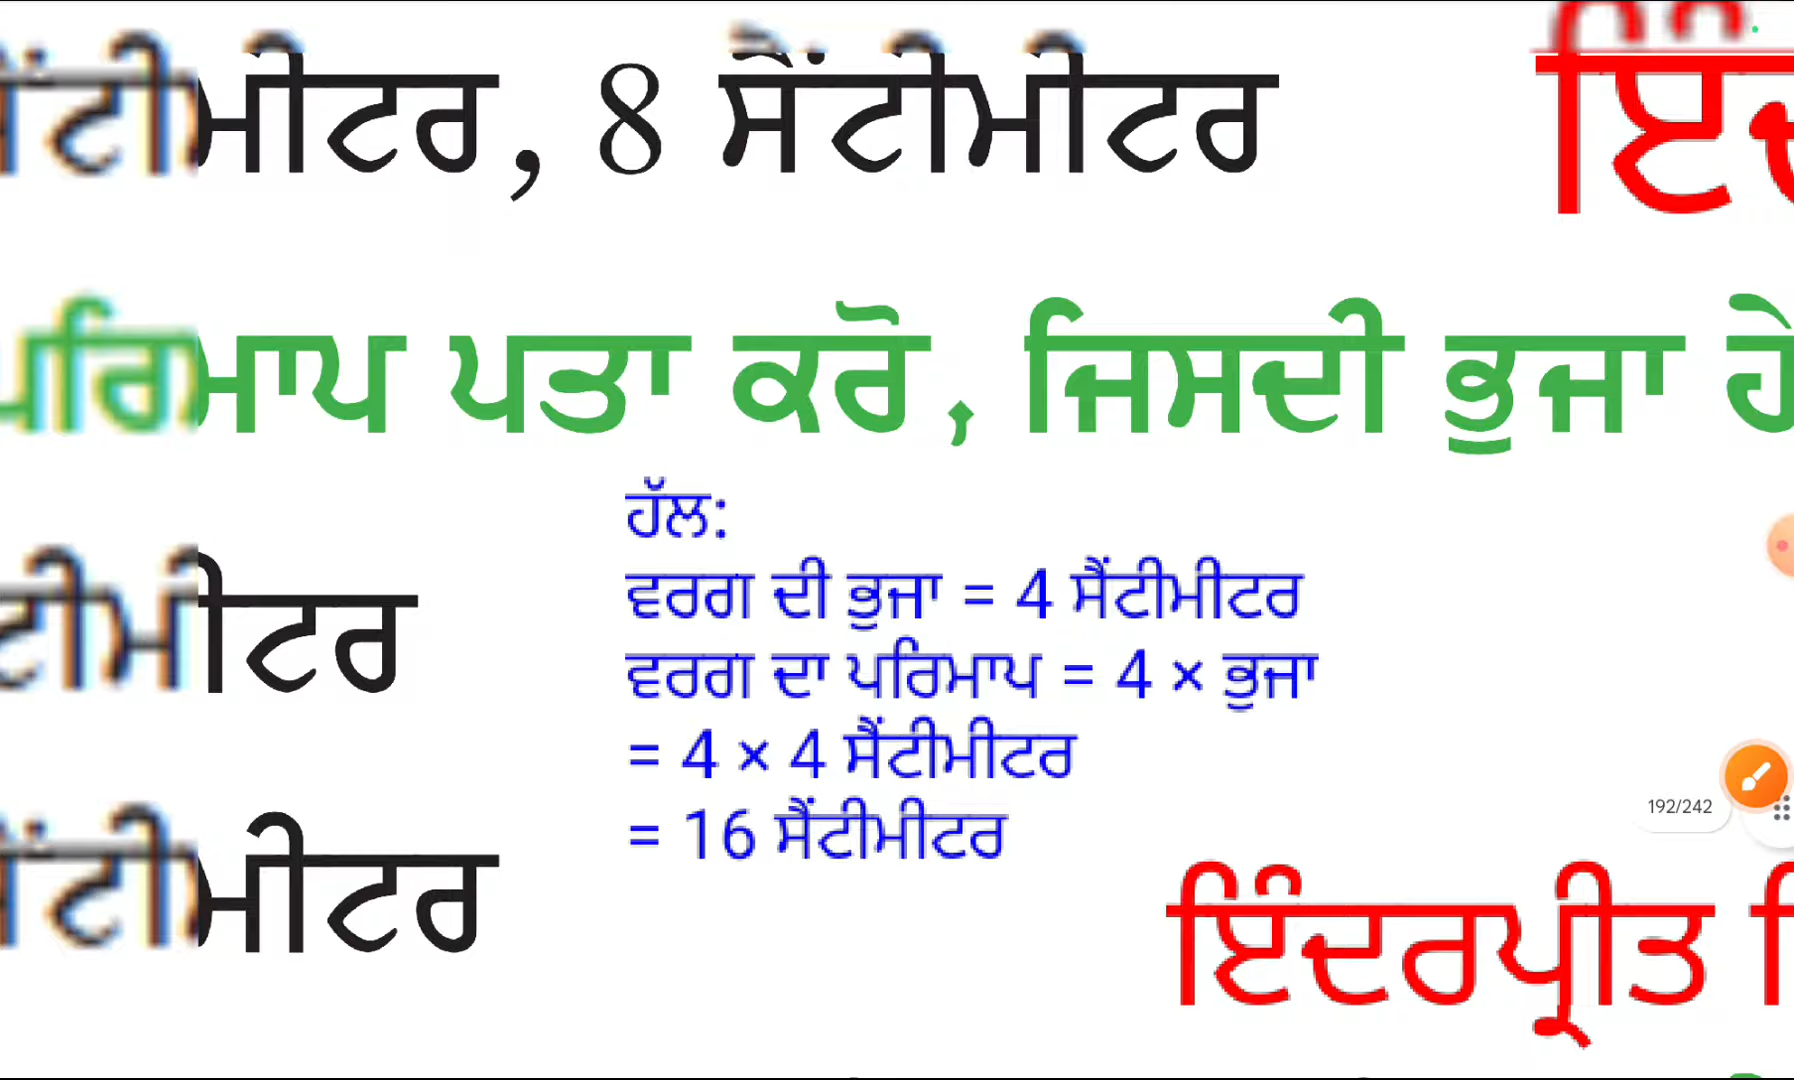 ਸੈਂਟੀਮੀਟਰ, 8 ਸੈਂਟੀਮੀਟਰ
ਪਰਿਮਾਪ ਪਤਾ ਕਰੋ, ਜਿਸਦੀ ਭੁਜਾ ਹੇ
ਹੱਲ:
ਵਰਗ ਦੀ ਭੁਜਾ = 4 ਸੈਂਟੀਮੀਟਰ
ਟੀਮੀਟਰ
ਵਰਗ ਦਾ ਪਰਿਮਾਪ = 4 × ਭੁਜਾ
= 4 × 4 ਸੈਂਟੀਮੀਟਰ
192/242
= 16 ਸੈਂਟੀਮੀਟਰ
ਸੈਂਟੀਮੀਟਰ
ਇੰਦਰਪ੍ਰੀਤ